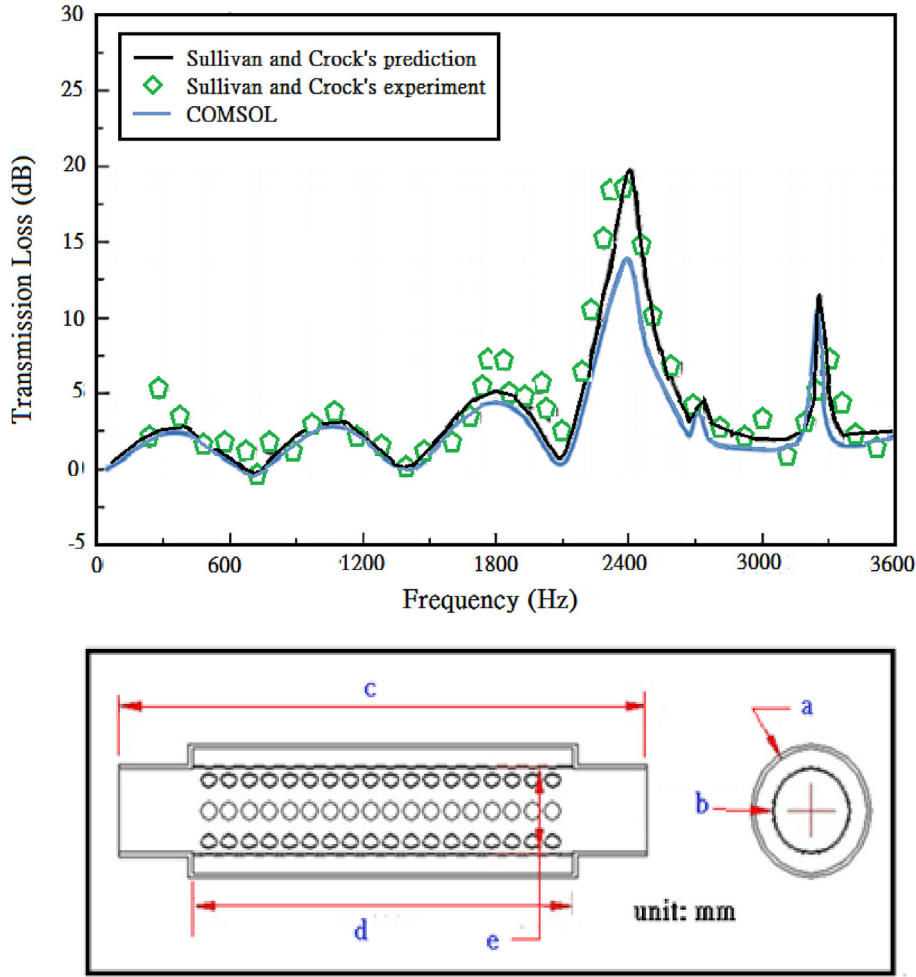 30
25
20
15
10
5
0
-5
Transmission Loss (dB)
Sullivan and Crock's prediction
Sullivan and Crock's experiment
COMSOL
0 600 1200 1800 2400 3000 3600
Frequency (Hz)
c
a
b
d
e
unit: mm